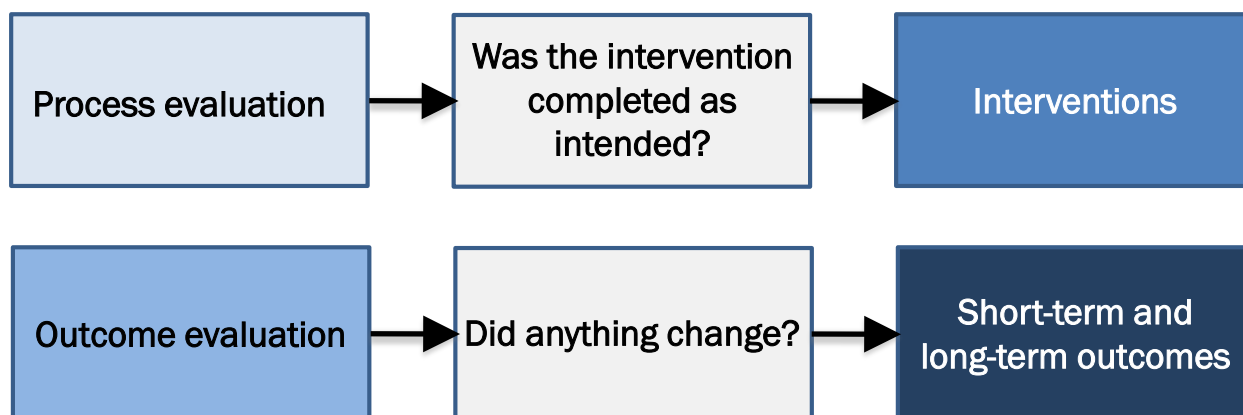 Process evaluation
Was the intervention
completed as
intended?
Interventions
Outcome evaluation
Did anything change?
Short-term and
long-term outcomes